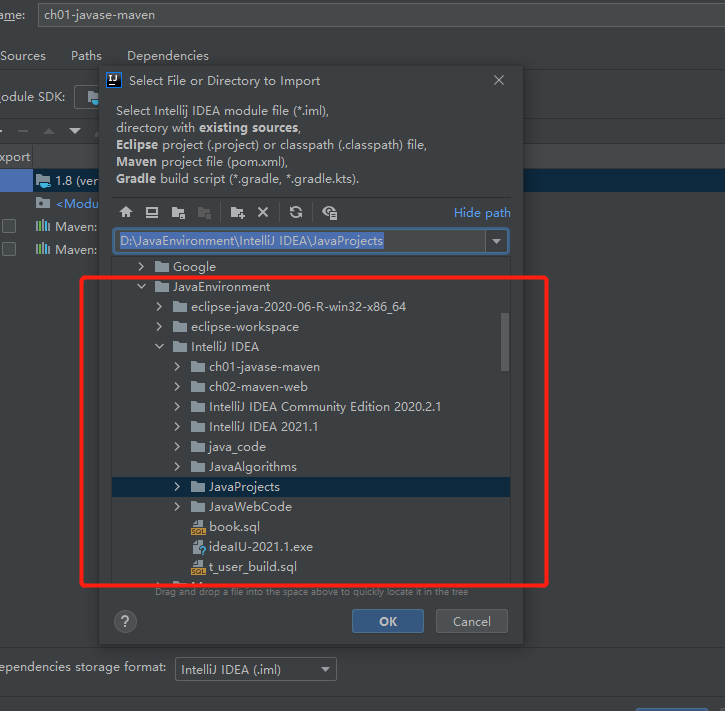 ame:
ch01-javase-maven
Sources Paths Dependencies
Select File or Directory to Import
odule SDK:
Select Intellij IDEA module file (*.iml),
directory with existing sources,
Eclipse project (.project) or classpath (.classpath) file,
Maven project file (pom.xml),
Gradle build script (*.gradle, *.gradle.kts).
xport
1.8 (ver
<Modu
Maven:
Maven:
Hide path
D:\JavaEnvironment\IntelliJ IDEA\JavaProjects
Google
JavaEnvironment
eclipse-java-2020-06-R-win32-x86_64
eclipse-workspace
IntelliJ IDEA
ch01-javase-maven
ch02-maven-web
IntelliJ IDEA Community Edition 2020.2.1
IntelliJ IDEA 2021.1
java_code
JavaAlgorithms
JavaProjects
JavaWebCode
book.sql
ideaIU-2021.1.exe
t_user_build.sql
Drag and drop a file into the space above to quickly locate it in the tree
? OK Cancel
ependencies storage format:
IntelliJ IDEA (.iml)